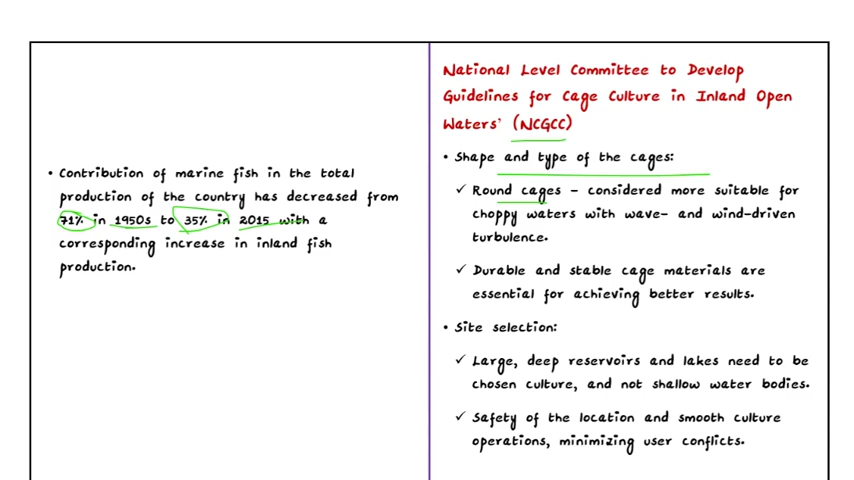 • Contribution of marine fish in the total
production of the country has decreased from
71% in 1950s to 35% in 2015 with a
corresponding increase in inland fish
production.
National Level Committee to Develop
Guidelines for Cage Culture in Inland Open
Waters' (NCGCC)
• Shape and type of the cages:
✓ Round cages – considered more suitable for
choppy waters with wave- and wind-driven
turbulence.
✓ Durable and stable cage materials are
essential for achieving better results.
• Site selection:
✓ Large, deep reservoirs and lakes need to be
chosen culture, and not shallow water bodies.
✓ Safety of the location and smooth culture
operations, minimizing user conflicts.